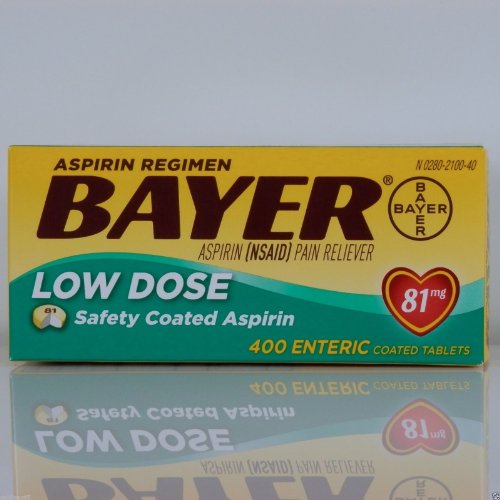 ASPIRIN REGIMEN
N 0280-2100-40
BAYER®
BAYER
BAYER
ASPIRIN (NSAID) PAIN RELIEVER
LOW DOSE
81mg
81
Safety Coated Aspirin
400 ENTERIC COATED TABLETS